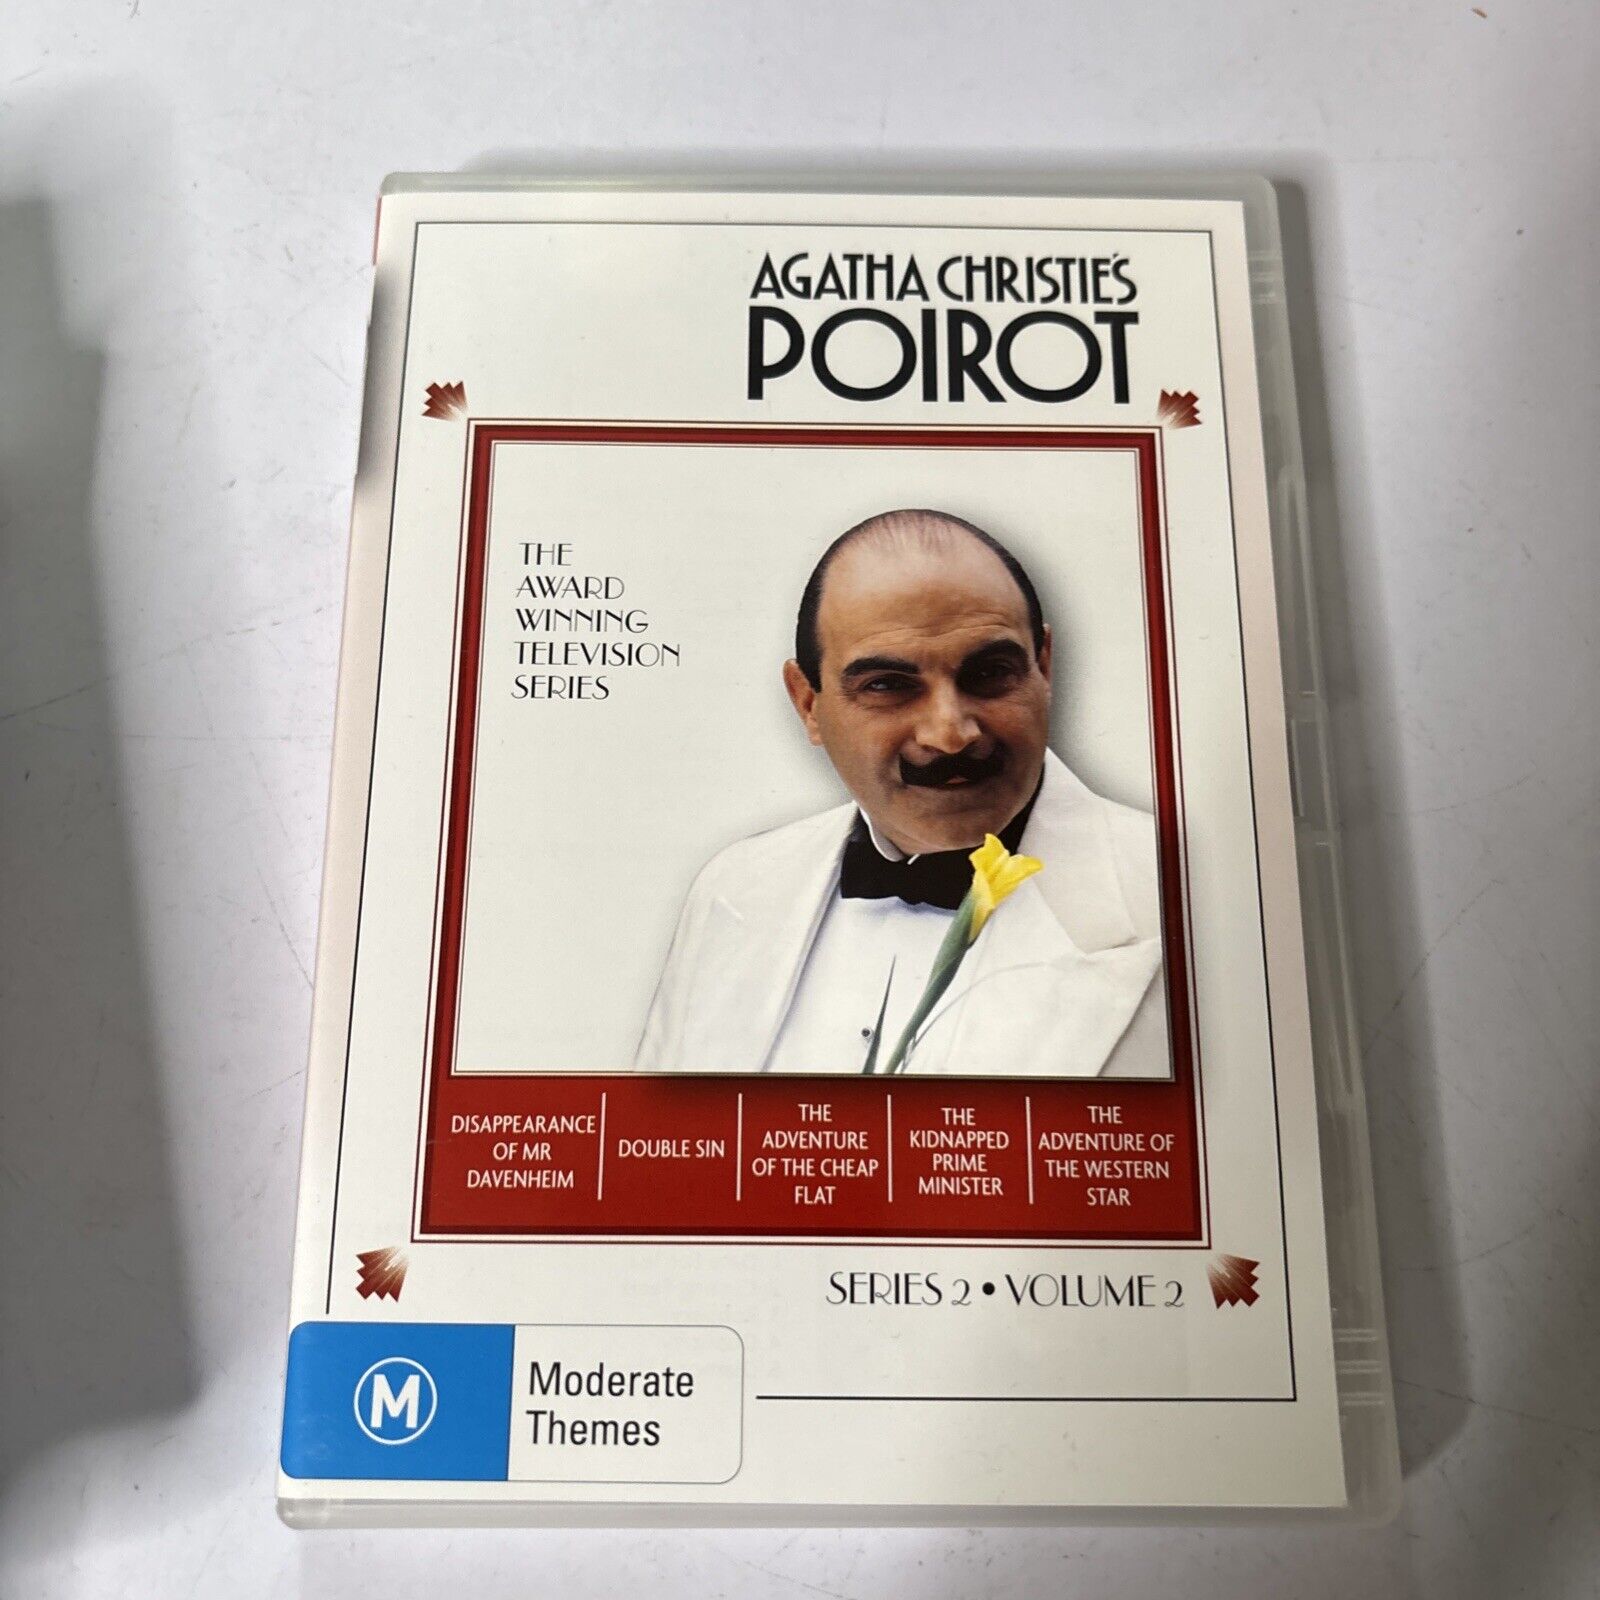 AGATHA CHRISTIE'S
POIROT
THE
AWARD
WINNING
TELEVISION
SERIES
DISAPPEARANCE
OF MR
DAVENHEIM
DOUBLE SIN
THE
ADVENTURE
OF THE CHEAP
FLAT
THE
KIDNAPPED
PRIME
MINISTER
THE
ADVENTURE OF
THE WESTERN
STAR
SERIES 2 • VOLUME 2
M
Moderate
Themes